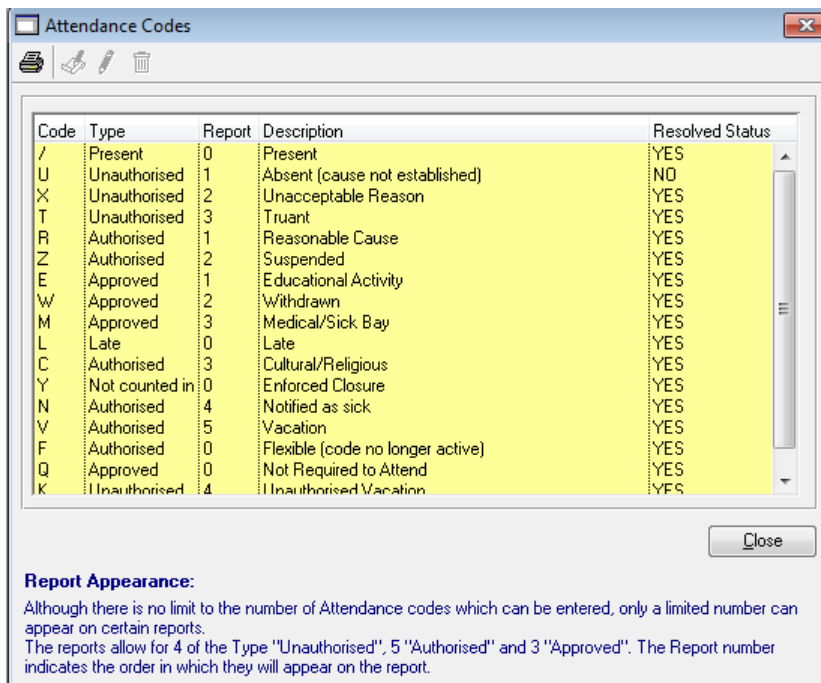 Attendance Codes
Code Type Report Description Resolved Status
/ Present 0 Present YES
U Unauthorised 1 Absent (cause not established) NO
X Unauthorised 2 Unacceptable Reason YES
T Unauthorised 3 Truant YES
R Authorised 1 Reasonable Cause YES
Z Authorised 2 Suspended YES
E Approved 1 Educational Activity YES
W Approved 2 Withdrawn YES
M Approved 3 Medical/Sick Bay YES
L Late 0 Late YES
C Authorised 3 Cultural/Religious YES
Y Not counted in 0 Enforced Closure YES
N Authorised 4 Notified as sick YES
V Authorised 5 Vacation YES
F Authorised 0 Flexible (code no longer active) YES
Q Approved 0 Not Required to Attend YES
K Unauthorised 4 Unauthorised Vacation YES
Close
Report Appearance:
Although there is no limit to the number of Attendance codes which can be entered, only a limited number can
appear on certain reports.
The reports allow for 4 of the Type "Unauthorised", 5 "Authorised" and 3 "Approved". The Report number
indicates the order in which they will appear on the report.